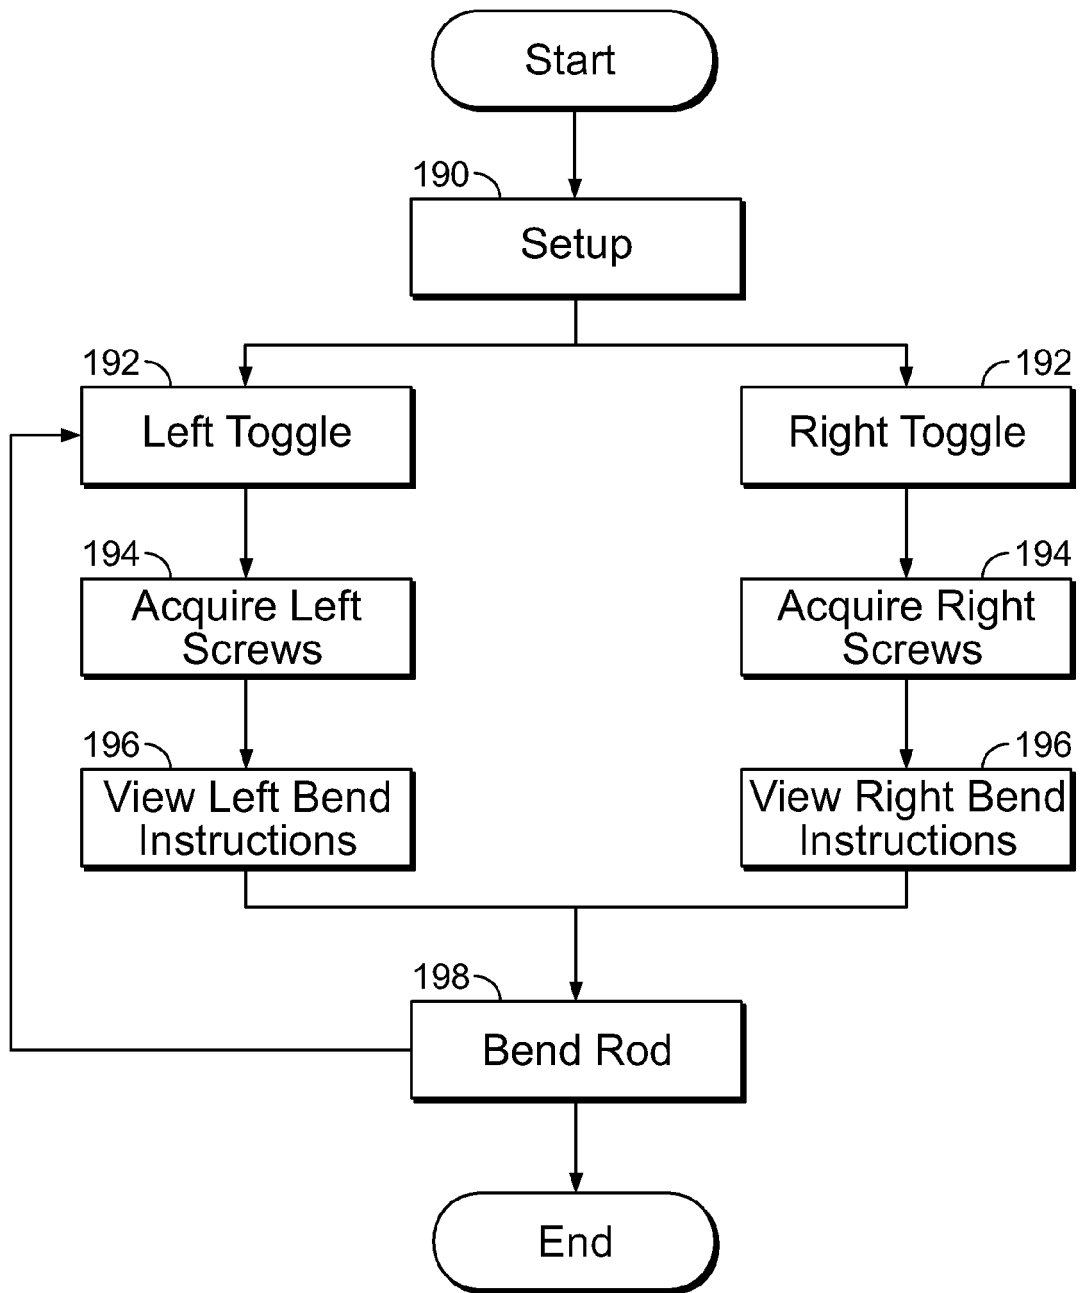 Start
190
Setup
192
192
Left Toggle
Right Toggle
194
194
Acquire Left
Screws
Acquire Right
Screws
196
196
View Left Bend
Instructions
View Right Bend
Instructions
198
Bend Rod
End